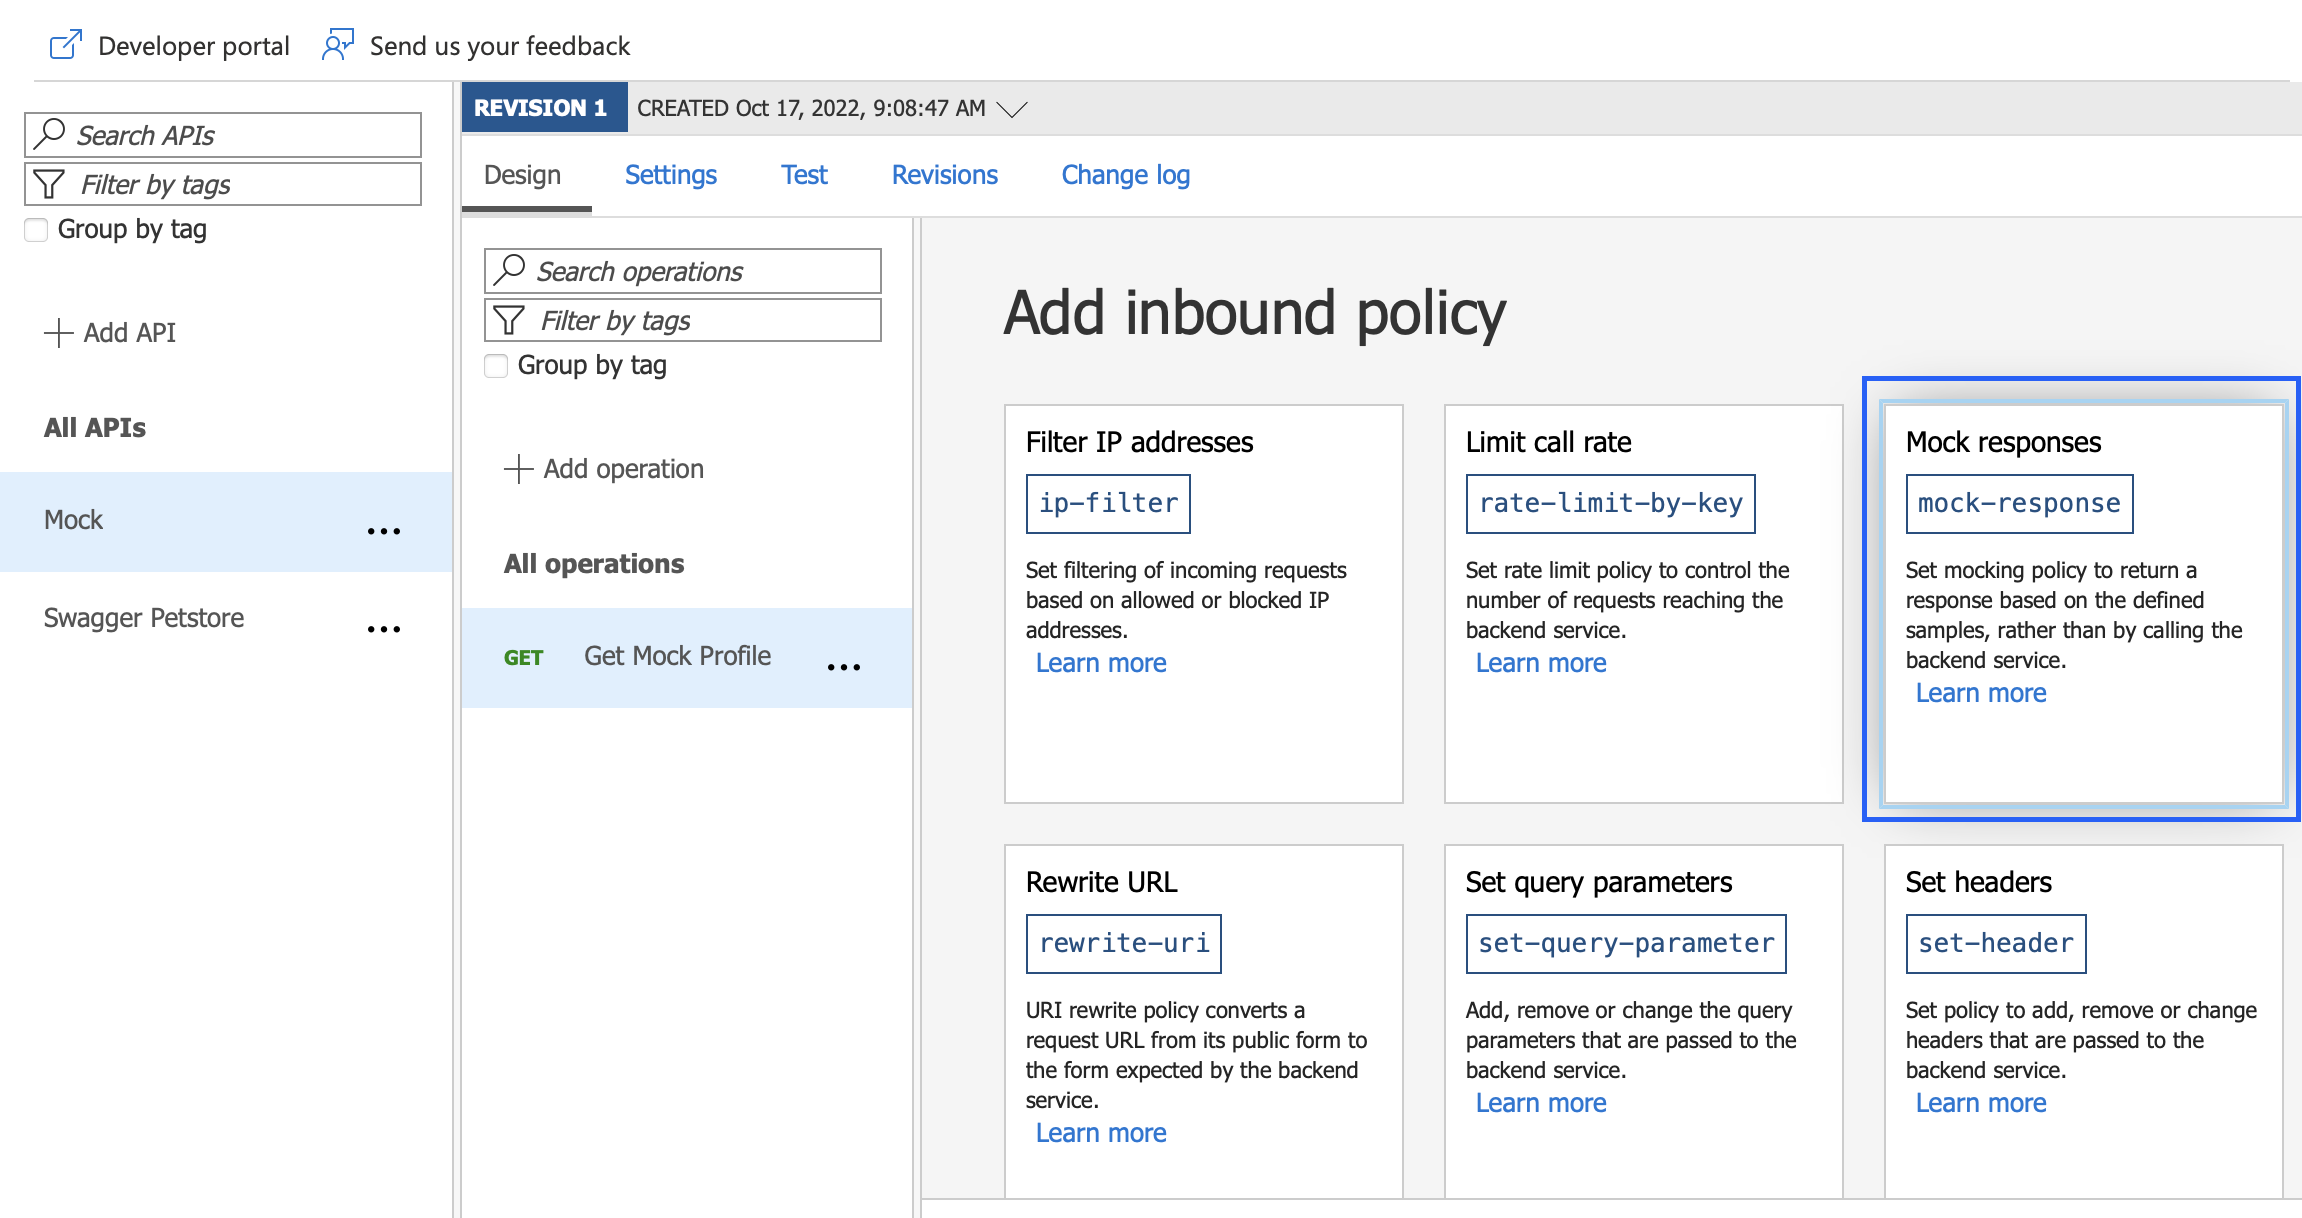 Developer portal
Send us your feedback
Search APIs
Filter by tags
Group by tag
Add API
All APIs
Mock
...
Swagger Petstore
...
REVISION 1
CREATED Oct 17, 2022, 9:08:47 AM
Design
Settings
Test
Revisions
Change log
Search operations
Filter by tags
Group by tag
Add operation
All operations
GET
Get Mock Profile
...
Add inbound policy
Filter IP addresses
ip-filter
Set filtering of incoming requests
based on allowed or blocked IP
addresses.
Learn more
Limit call rate
rate-limit-by-key
Set rate limit policy to control the
number of requests reaching the
backend service.
Learn more
Mock responses
mock-response
Set mocking policy to return a
response based on the defined
samples, rather than by calling the
backend service.
Learn more
Rewrite URL
rewrite-uri
URI rewrite policy converts a
request URL from its public form to
the form expected by the backend
service.
Learn more
Set query parameters
set-query-parameter
Add, remove or change the query
parameters that are passed to the
backend service.
Learn more
Set headers
set-header
Set policy to add, remove or change
headers that are passed to the
backend service.
Learn more